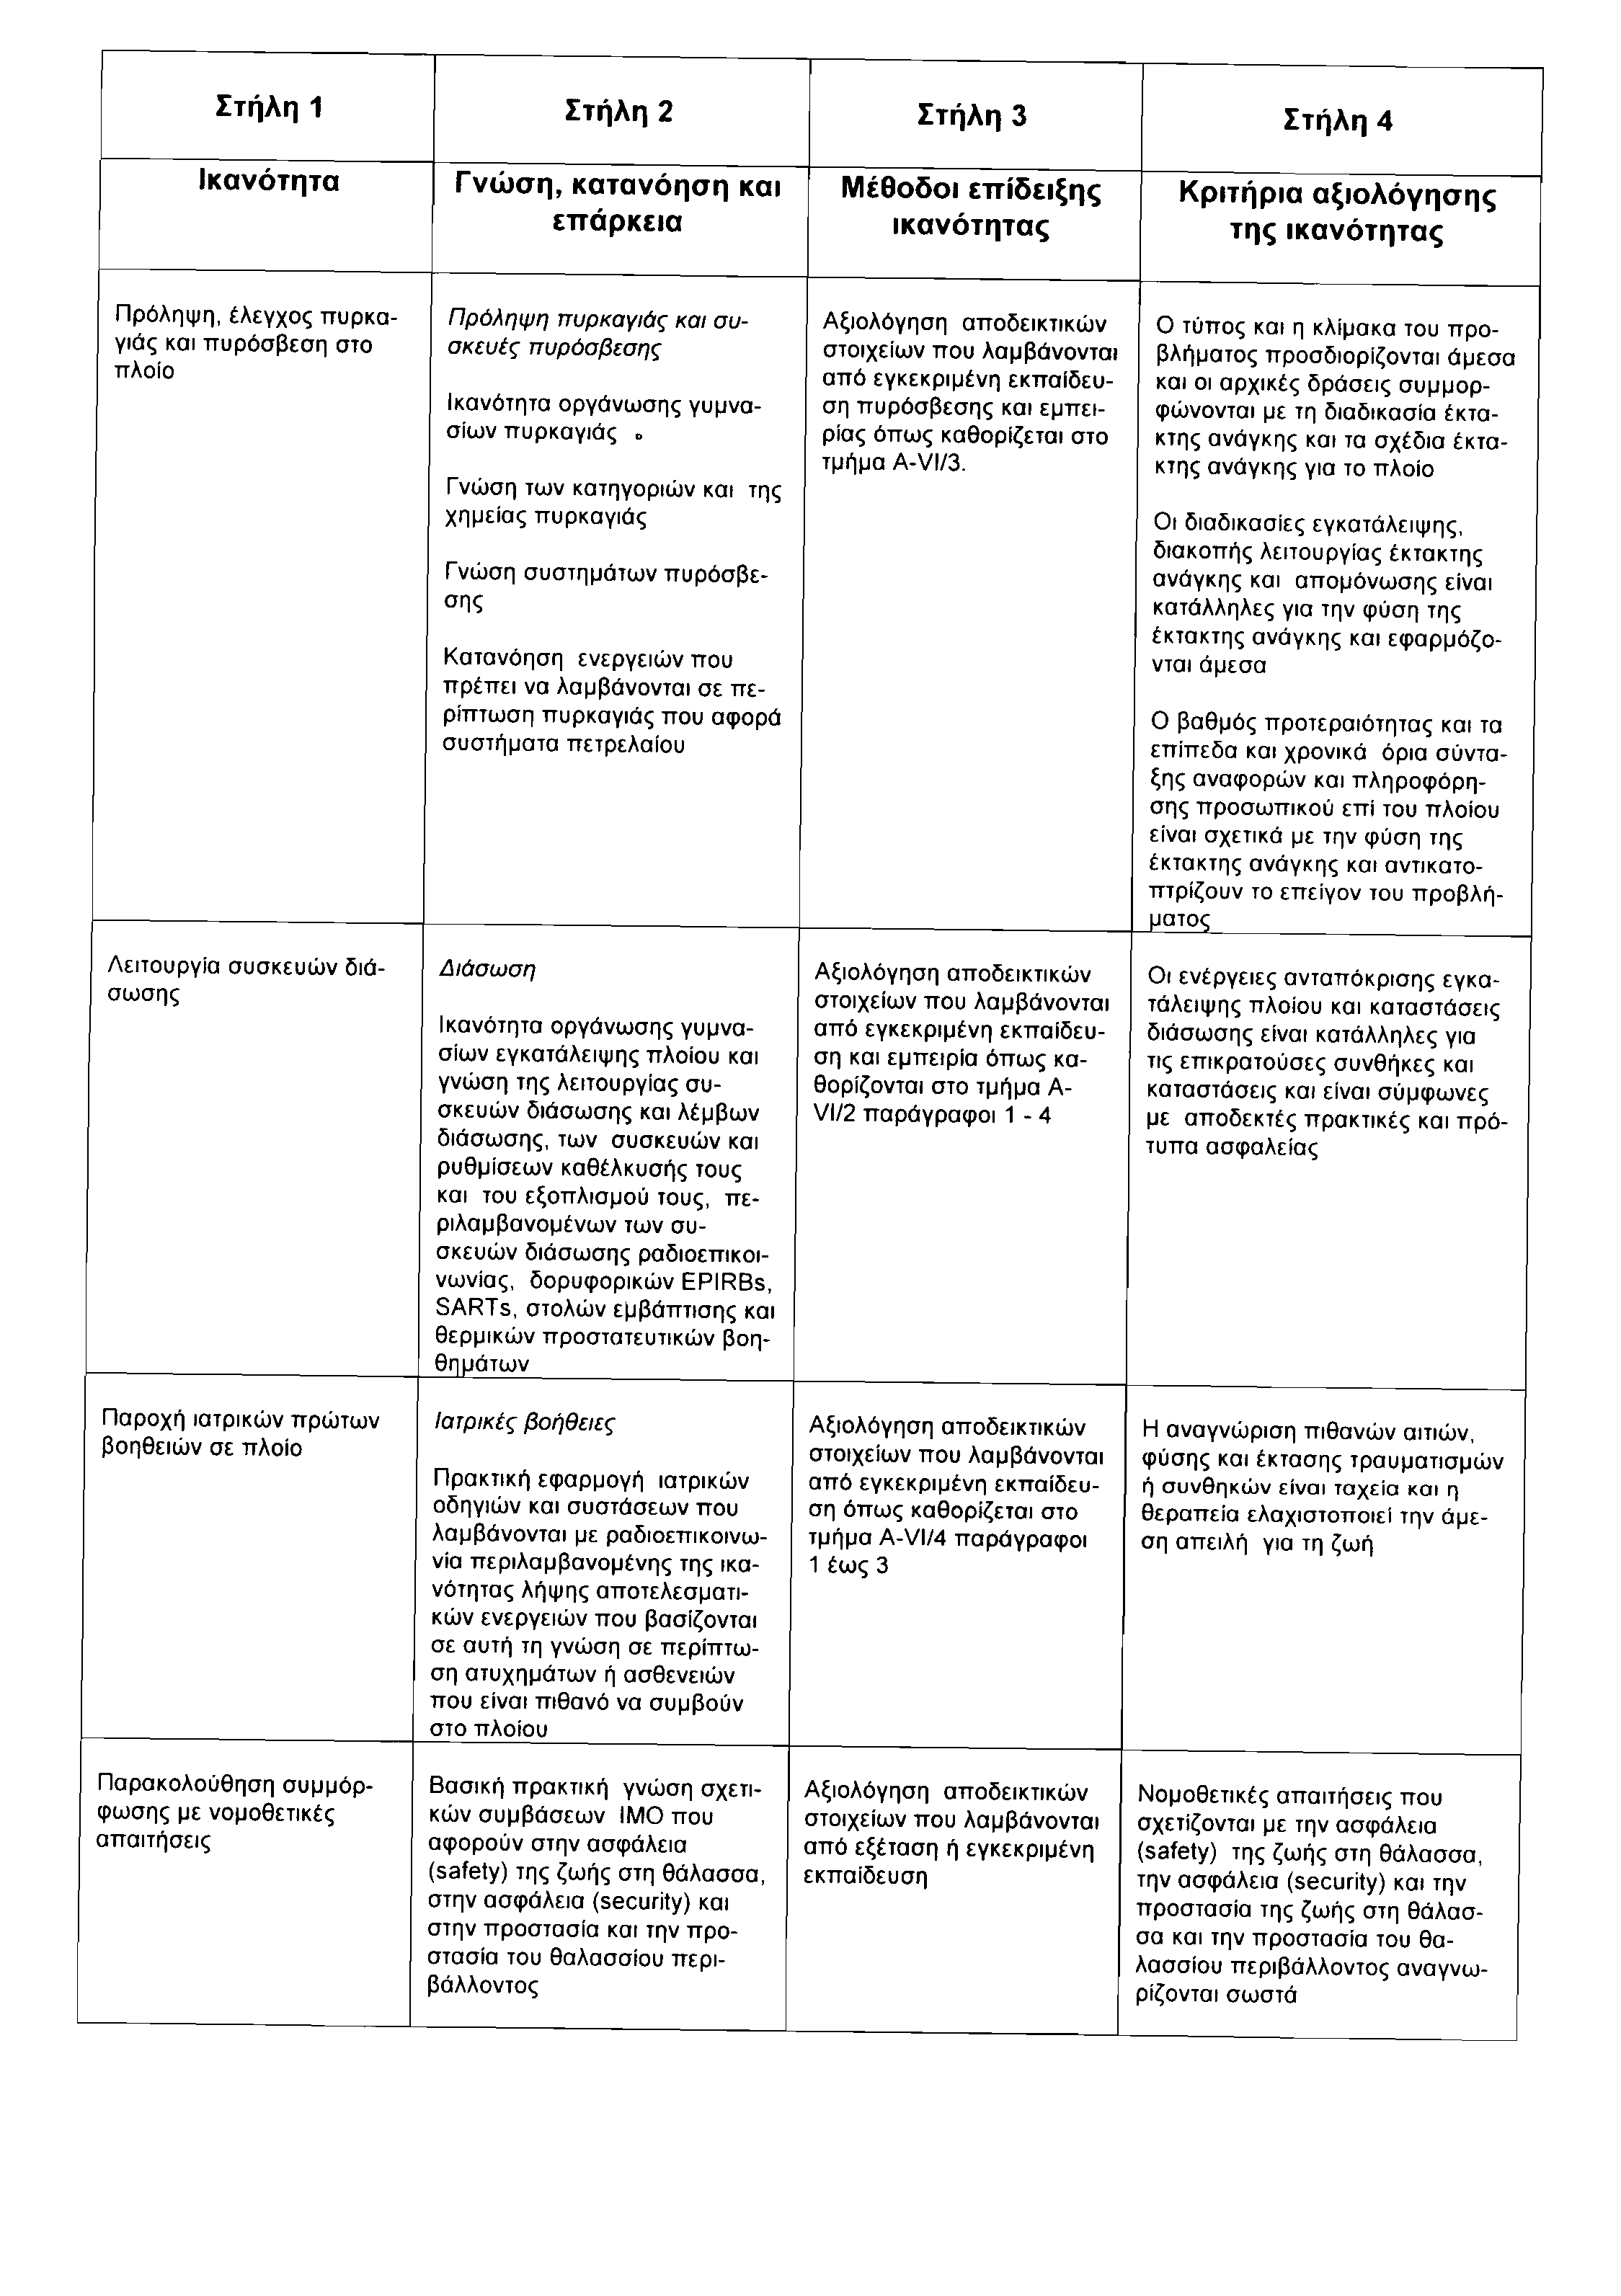 Στήλη 1
Στήλη 2
Στήλη 3
Στήλη 4
Ικανότητα
Γνώση, κατανόηση και
επάρκεια
Μέθοδοι επίδειξης
ικανότητας
Κριτήρια αξιολόγησης
της ικανότητας
Πρόληψη, έλεγχος πυρκα-
γιάς και πυρόσβεση στο
πλοίο
Πρόληψη πυρκαγιάς και συ-
σκευές πυρόσβεσης
Ικανότητα οργάνωσης γυμνα-
σίων πυρκαγιάς
Γνώση των κατηγοριών και της
χημείας πυρκαγιάς
Γνώση συστημάτων πυρόσβε-
σης
Κατανόηση ενεργειών που
πρέπει να λαμβάνονται σε πε-
ρίπτωση πυρκαγιάς που αφορά
συστήματα πετρελαίου
Αξιολόγηση αποδεικτικών
στοιχείων που λαμβάνονται
από εγκεκριμένη εκπαίδευ-
ση πυρόσβεσης και εμπει-
ρίας όπως καθορίζεται στο
τμήμα A-VI/3.
Ο τύπος και η κλίμακα του προ-
βλήματος προσδιορίζονται άμεσα
και οι αρχικές δράσεις συμμορ-
φώνονται με τη διαδικασία έκτα-
κτης ανάγκης και τα σχέδια έκτα-
κτης ανάγκης για το πλοίο
Οι διαδικασίες εγκατάλειψης,
διακοπής λειτουργίας έκτακτης
ανάγκης και απομόνωσης είναι
κατάλληλες για την φύση της
έκτακτης ανάγκης και εφαρμόζο-
νται άμεσα
Ο βαθμός προτεραιότητας και τα
επίπεδα και χρονικά όρια σύντα-
ξης αναφορών και πληροφόρη-
σης προσωπικού επί του πλοίου
είναι σχετικά με την φύση της
έκτακτης ανάγκης και αντικατο-
πτρίζουν το επείγον του προβλή-
ματος
Λειτουργία συσκευών διά-
σωσης
Διάσωση
Ικανότητα οργάνωσης γυμνα-
σίων εγκατάλειψης πλοίου και
γνώση της λειτουργίας συ-
σκευών διάσωσης και λέμβων
διάσωσης, των συσκευών και
ρυθμίσεων καθέλκυσής τους
και του εξοπλισμού τους, πε-
ριλαμβανομένων των συ-
σκευών διάσωσης ραδιοεπικοι-
νωνίας, δορυφορικών EPIRBs,
SARTs, στολών εμβάπτισης και
θερμικών προστατευτικών βοη-
θημάτων
Αξιολόγηση αποδεικτικών
στοιχείων που λαμβάνονται
από εγκεκριμένη εκπαίδευ-
ση και εμπειρία όπως κα-
θορίζονται στο τμήμα A-
VI/2 παράγραφοι 1 - 4
Οι ενέργειες ανταπόκρισης εγκα-
τάλειψης πλοίου και καταστάσεις
διάσωσης είναι κατάλληλες για
τις επικρατούσες συνθήκες και
καταστάσεις και είναι σύμφωνες
με αποδεκτές πρακτικές και πρό-
τυπα ασφαλείας
Παροχή ιατρικών πρώτων
βοηθειών σε πλοίο
Ιατρικές βοήθειες
Πρακτική εφαρμογή ιατρικών
οδηγιών και συστάσεων που
λαμβάνονται με ραδιοεπικοινω-
νία περιλαμβανομένης της ικα-
νότητας λήψης αποτελεσματι-
κών ενεργειών που βασίζονται
σε αυτή τη γνώση σε περίπτω-
ση ατυχημάτων ή ασθενειών
που είναι πιθανό να συμβούν
στο πλοίου
Αξιολόγηση αποδεικτικών
στοιχείων που λαμβάνονται
από εγκεκριμένη εκπαίδευ-
ση όπως καθορίζεται στο
τμήμα A-VI/4 παράγραφοι
1 έως 3
Η αναγνώριση πιθανών αιτιών,
φύσης και έκτασης τραυματισμών
ή συνθηκών είναι ταχεία και η
θεραπεία ελαχιστοποιεί την άμε-
ση απειλή για τη ζωή
Παρακολούθηση συμμόρ-
φωσης με νομοθετικές
απαιτήσεις
Βασική πρακτική γνώση σχετι-
κών συμβάσεων IMO που
αφορούν στην ασφάλεια
(safety) της ζωής στη θάλασσα,
στην ασφάλεια (security) και
στην προστασία και την προ-
στασία του θαλασσίου περι-
βάλλοντος
Αξιολόγηση αποδεικτικών
στοιχείων που λαμβάνονται
από εξέταση ή εγκεκριμένη
εκπαίδευση
Νομοθετικές απαιτήσεις που
σχετίζονται με την ασφάλεια
(safety) της ζωής στη θάλασσα,
την ασφάλεια (security) και την
προστασία της ζωής στη θάλασ-
σα και την προστασία του θα-
λασσίου περιβάλλοντος αναγνω-
ρίζονται σωστά